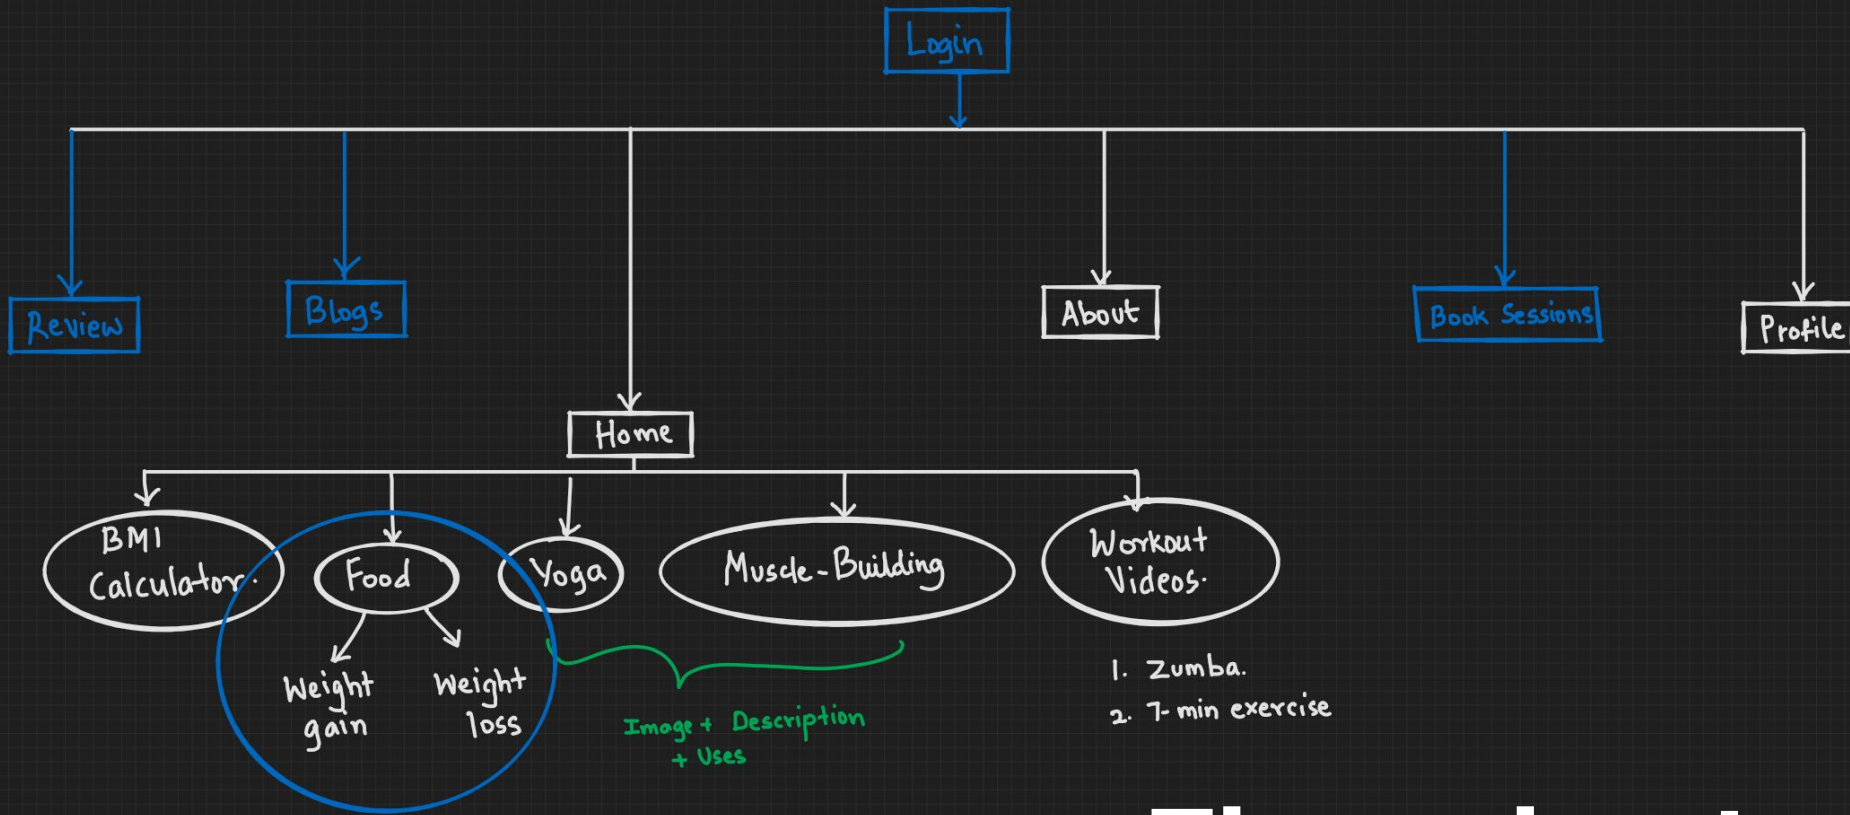 Login
Review
Blogs
About
Book Sessions
Profile
Home
BMI
Calculator.
Food
Yoga
Muscle-Building
Workout
Videos.
Weight
gain
Weight
loss
Image + Description
+ Uses
1. Zumba.
2. 7-min exercise